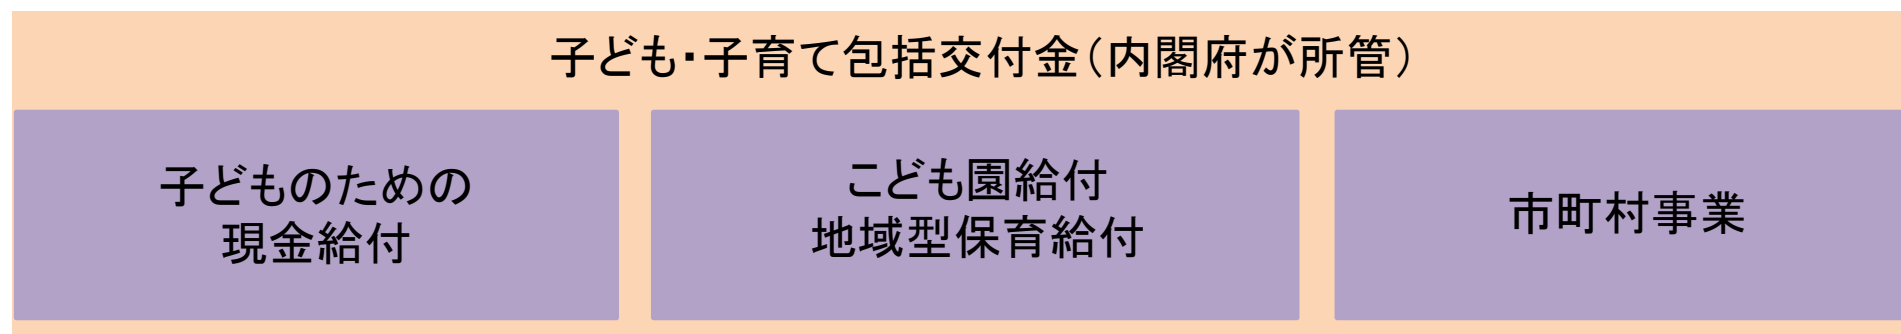 子ども・子育て包括交付金(内閣府が所管)
子どものための
現金給付
こども園給付
地域型保育給付
市町村事業